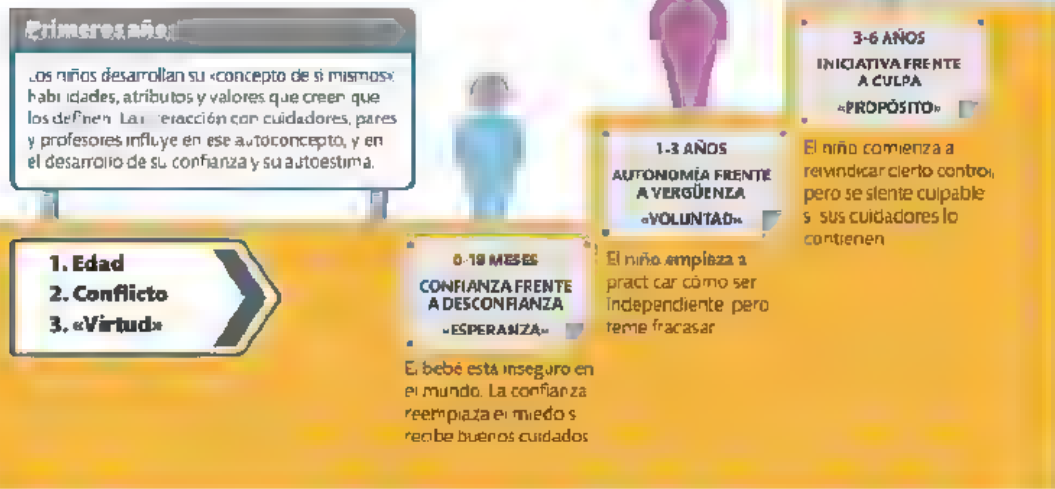 Primeros años
Los niños desarrollan su «concepto de sí mismos»:
habilidades, atributos y valores que creen que
los definen. La interacción con cuidadores, pares
y profesores influye en ese autoconcepto, y en
el desarrollo de su confianza y su autoestima.
1. Edad
2. Conflicto
3. «Virtud»
0-18 MESES
CONFIANZA FRENTE
A DESCONFIANZA
«ESPERANZA»
El bebé está inseguro en
el mundo. La confianza
reemplaza el miedo si
recibe buenos cuidados
1-3 AÑOS
AUTONOMÍA FRENTE
A VERGÜENZA
«VOLUNTAD»
El niño empieza a
practicar cómo ser
independiente, pero
teme fracasar
3-6 AÑOS
INICIATIVA FRENTE
A CULPA
«PROPÓSITO»
El niño comienza a
reivindicar cierto control,
pero se siente culpable
si sus cuidadores lo
contienen